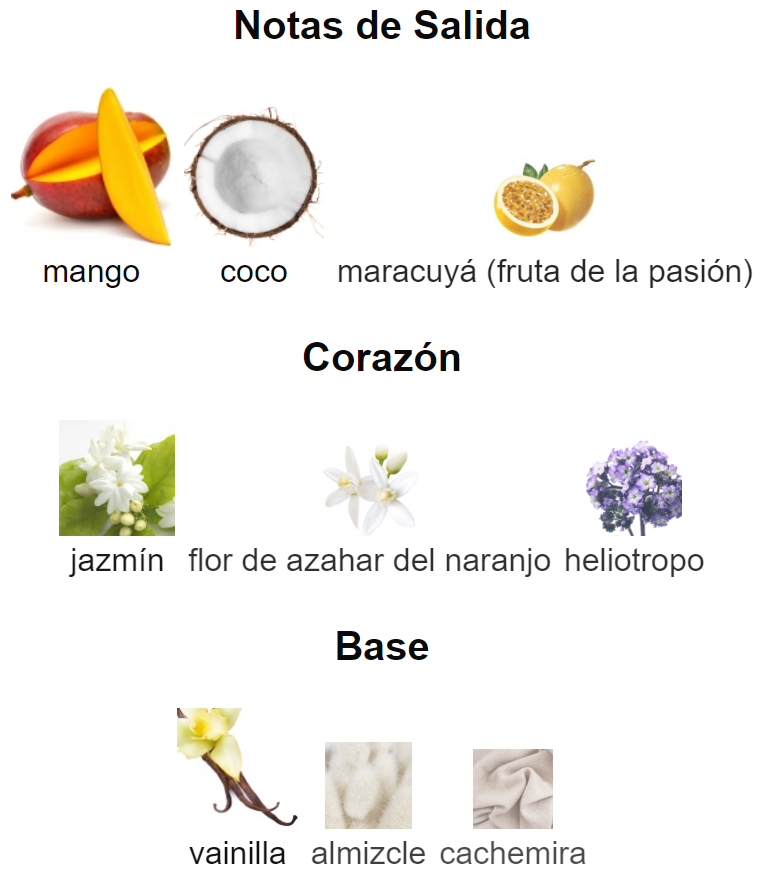 Notas de Salida
mango coco maracuyá (fruta de la pasión)
Corazón
jazmín flor de azahar del naranjo heliotropo
Base
vainilla almizcle cachemira